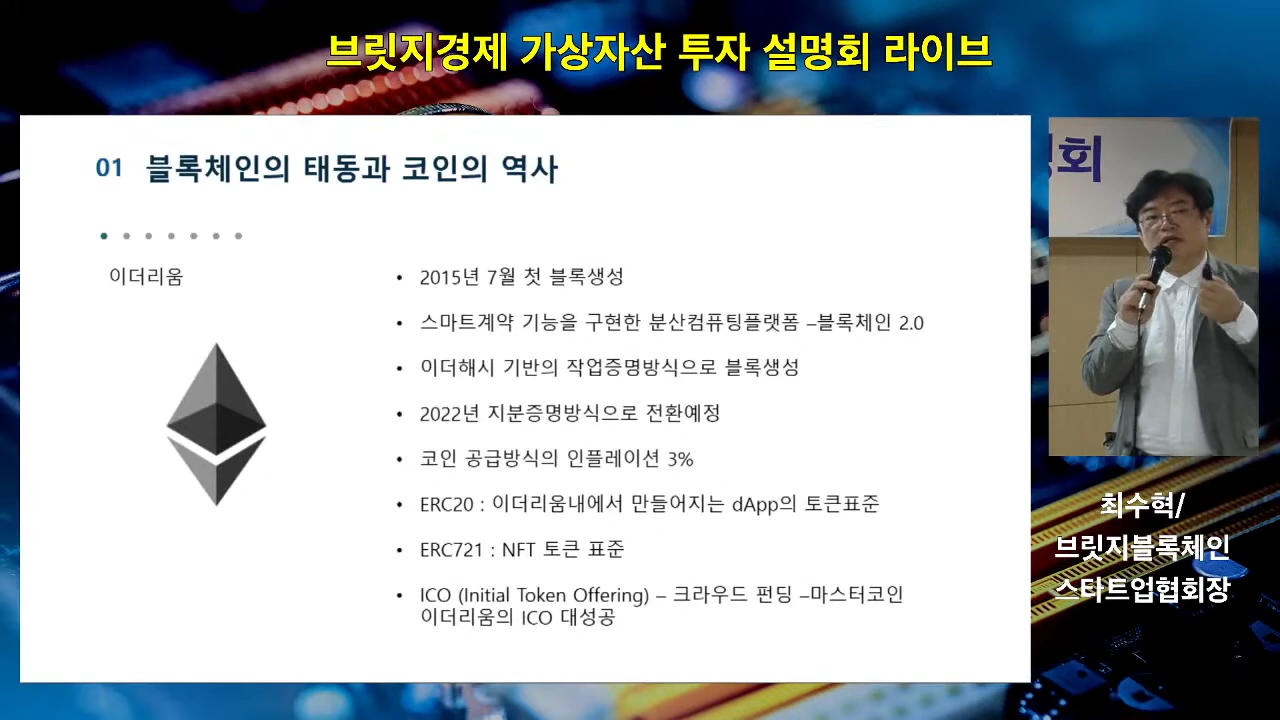 브릿지경제 가상자산 투자 설명회 라이브
01 블록체인의 태동과 코인의 역사
이더리움
• 2015년 7월 첫 블록생성
• 스마트계약 기능을 구현한 분산컴퓨팅플랫폼 –블록체인 2.0
• 이더해시 기반의 작업증명방식으로 블록생성
• 2022년 지분증명방식으로 전환예정
• 코인 공급방식의 인플레이션 3%
• ERC20 : 이더리움내에서 만들어지는 dApp의 토큰표준
• ERC721 : NFT 토큰 표준
• ICO (Initial Token Offering) – 크라우드 펀딩 –마스터코인
이더리움의 ICO 대성공
회
최수혁/
브릿지블록체인
스타트업협회장